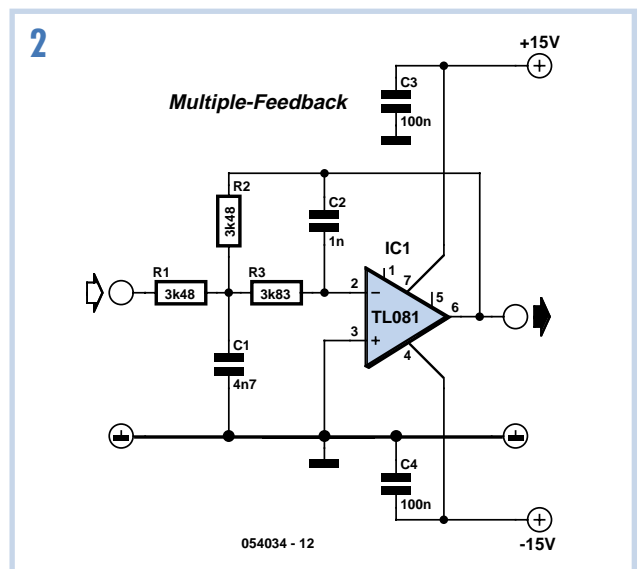 2
+15V
C3
Multiple-Feedback
100n
R2
3k48
C2
1n
IC1
R1
3k48
R3
3k83
1
7
2
−
TL081
5
6
3
+
4
C1
4n7
C4
100n
054034 - 12
-15V